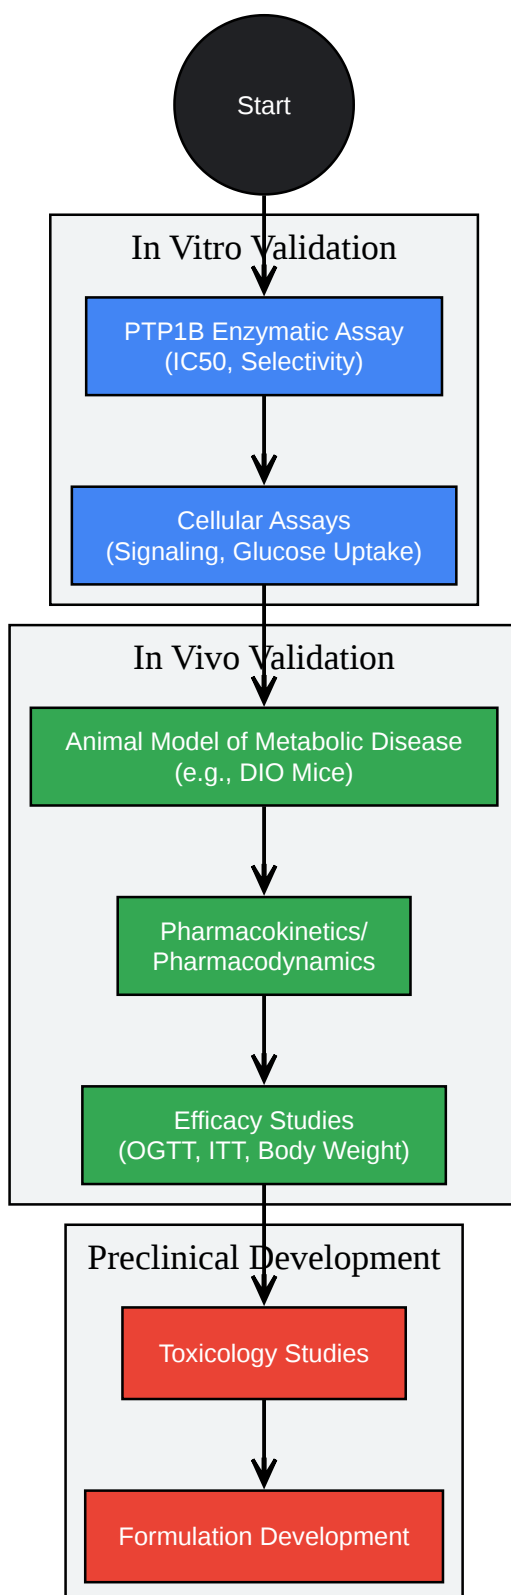 Start
In Vitro Validation
PTP1B Enzymatic Assay
(IC50, Selectivity)
Cellular Assays
(Signaling, Glucose Uptake)
In Vivo Validation
Animal Model of Metabolic Disease
(e.g., DIO Mice)
Pharmacokinetics/
Pharmacodynamics
Efficacy Studies
(OGTT, ITT, Body Weight)
Preclinical Development
Toxicology Studies
Formulation Development